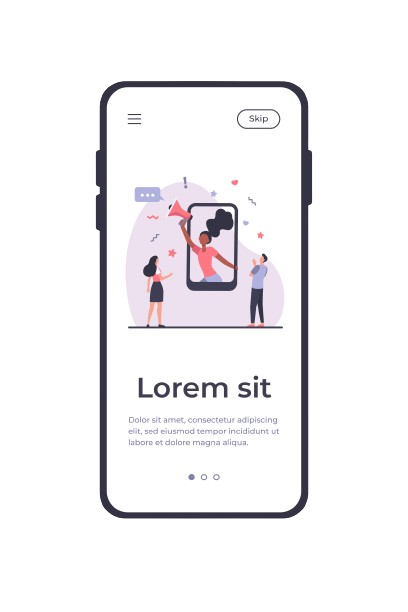 Skip
!
Lorem sit
Dolor sit amet, consectetur adipiscing
elit, sed eiusmod tempor incididunt ut
labore et dolore magna aliqua.